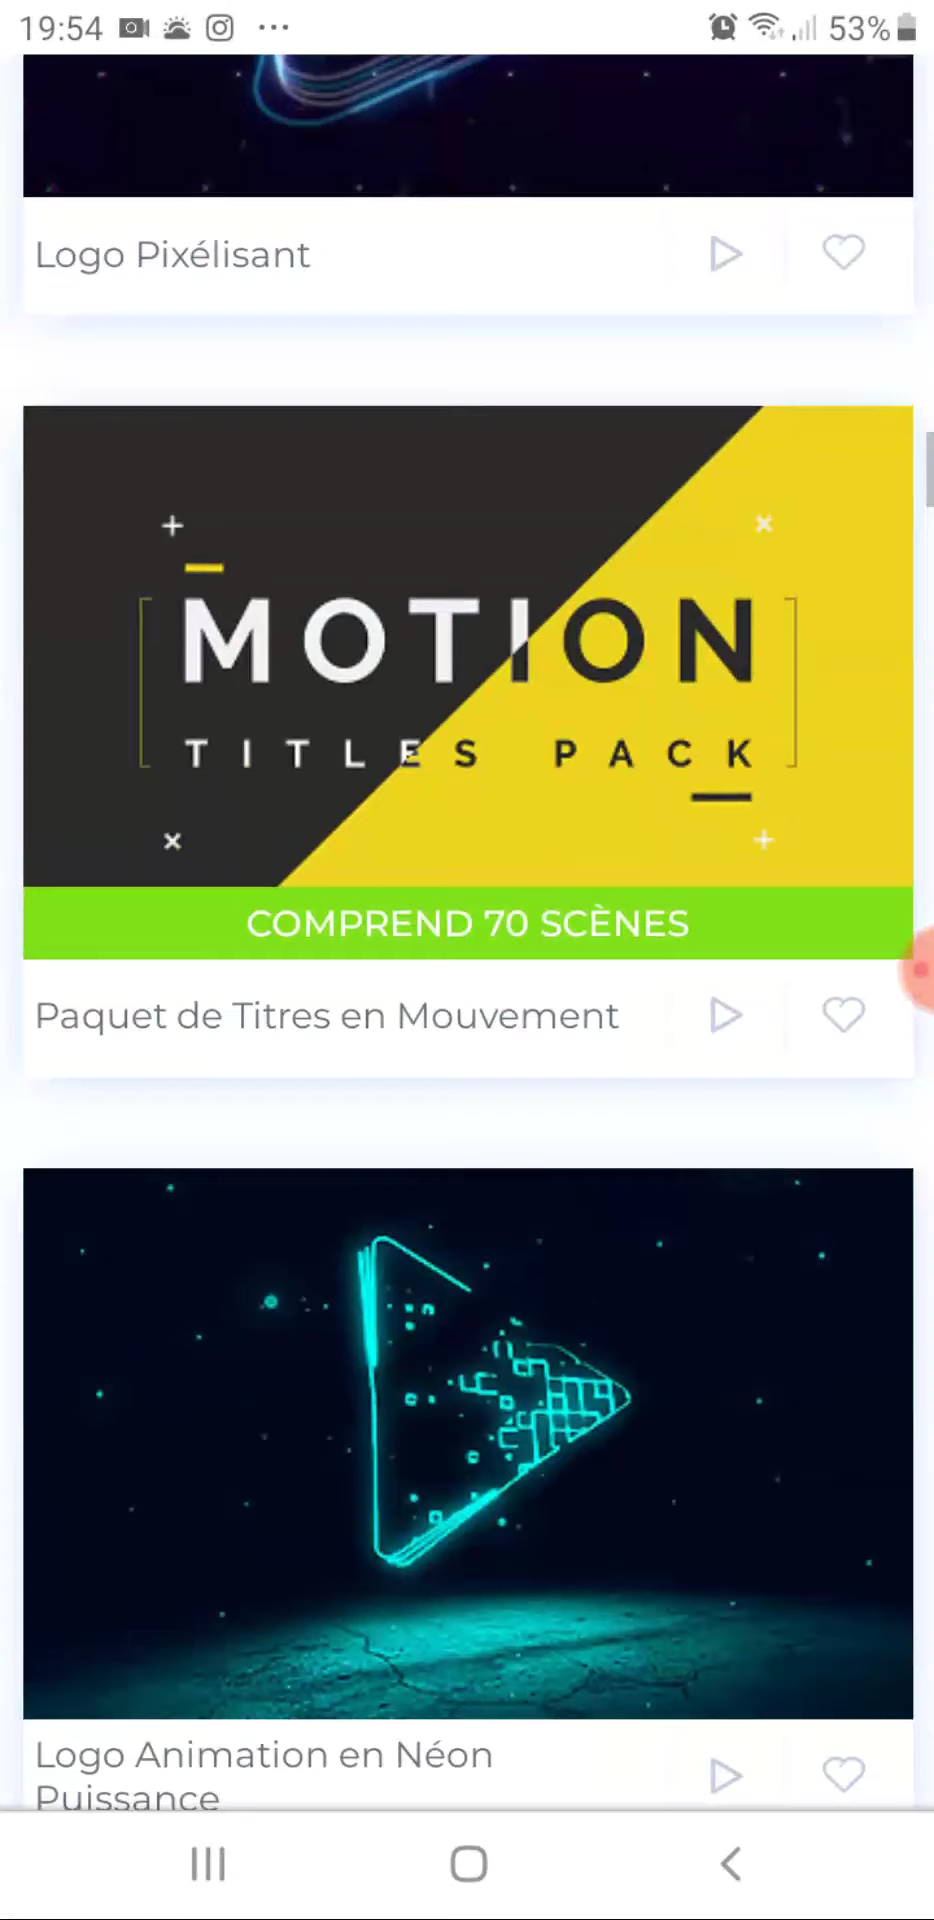 19:54 53%
Logo Pixélisant
MOTION
TITLES PACK
COMPREND 70 SCÈNES
Paquet de Titres en Mouvement
Logo Animation en Néon
Puissance